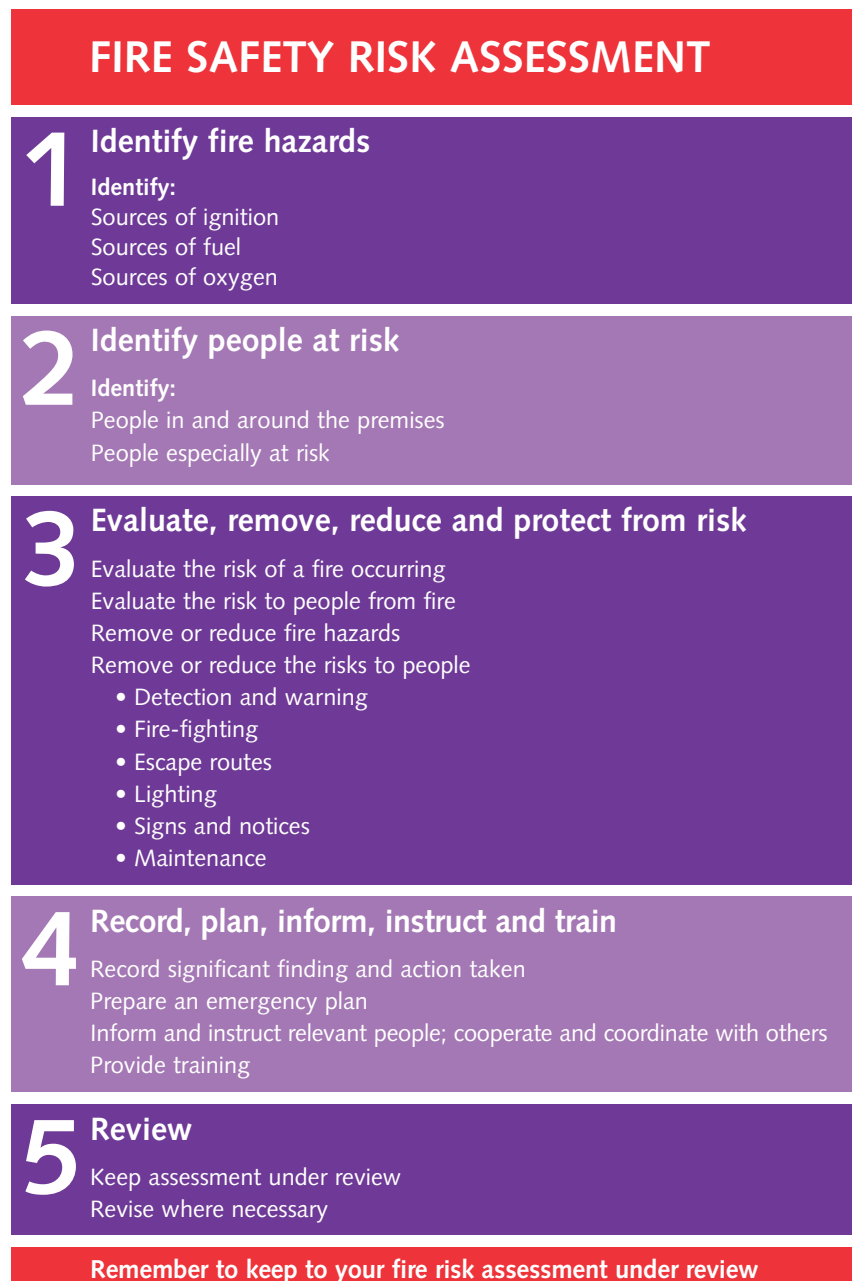 FIRE SAFETY RISK ASSESSMENT
1
Identify fire hazards
Identify:
Sources of ignition
Sources of fuel
Sources of oxygen
2
Identify people at risk
Identify:
People in and around the premises
People especially at risk
3
Evaluate, remove, reduce and protect from risk
Evaluate the risk of a fire occurring
Evaluate the risk to people from fire
Remove or reduce fire hazards
Remove or reduce the risks to people
• Detection and warning
• Fire-fighting
• Escape routes
• Lighting
• Signs and notices
• Maintenance
4
Record, plan, inform, instruct and train
Record significant finding and action taken
Prepare an emergency plan
Inform and instruct relevant people; cooperate and coordinate with others
Provide training
5
Review
Keep assessment under review
Revise where necessary
Remember to keep to your fire risk assessment under review